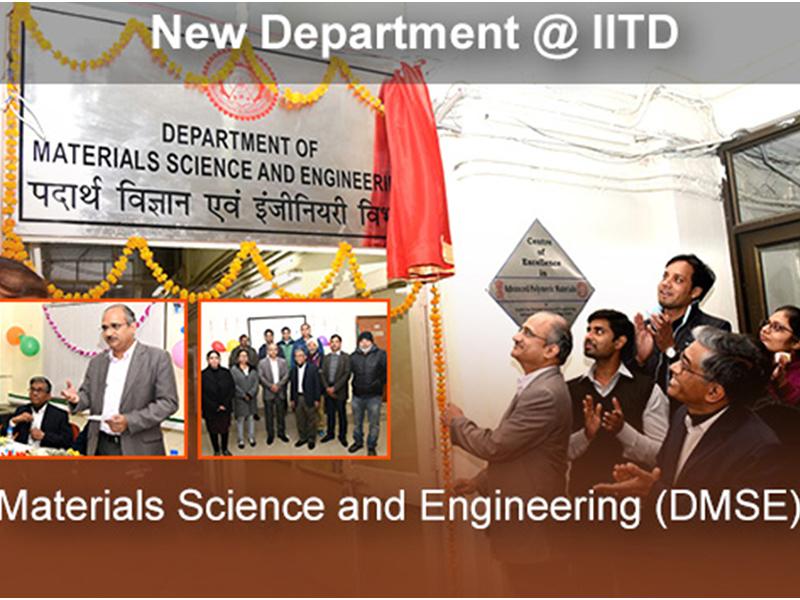 New Department @ IITD
DEPARTMENT OF
MATERIALS SCIENCE AND ENGINEERIN
पदार्थ विज्ञान एवं इंजीनियरी विभ
Centre
of
Excellence
in
Advanced Polymeric Materials
Materials Science and Engineering (DMSE)